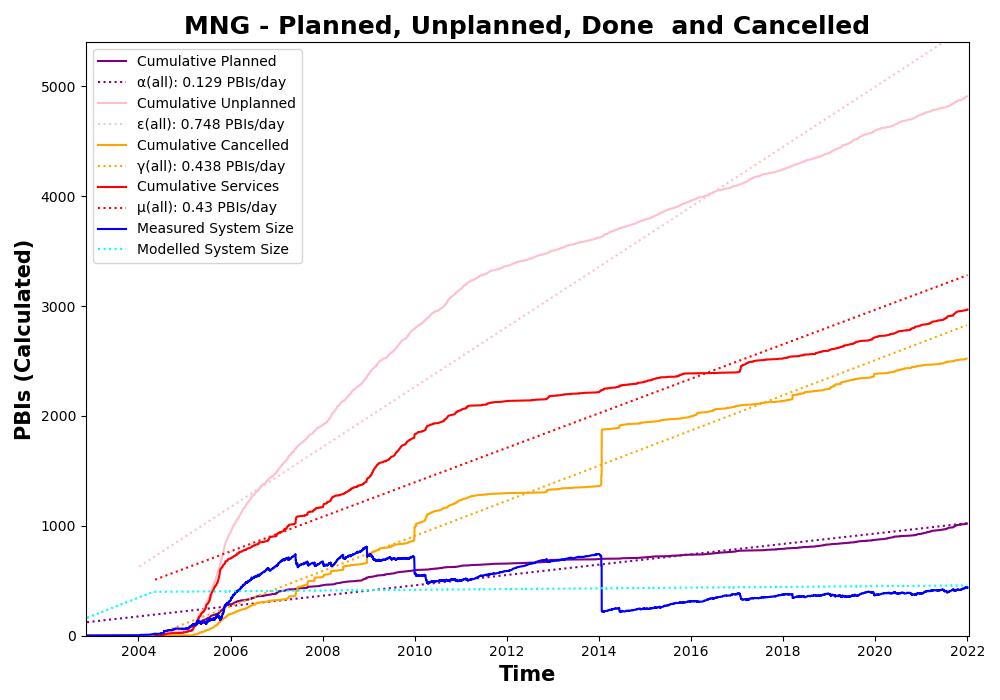 MNG - Planned, Unplanned, Done  and Cancelled
PBIs (Calculated)
5000
4000
3000
2000
1000
0
Cumulative Planned
α(all): 0.129 PBIs/day
Cumulative Unplanned
ε(all): 0.748 PBIs/day
Cumulative Cancelled
γ(all): 0.438 PBIs/day
Cumulative Services
μ(all): 0.43 PBIs/day
Measured System Size
Modelled System Size
2004 2006 2008 2010 2012 2014 2016 2018 2020 2022
Time